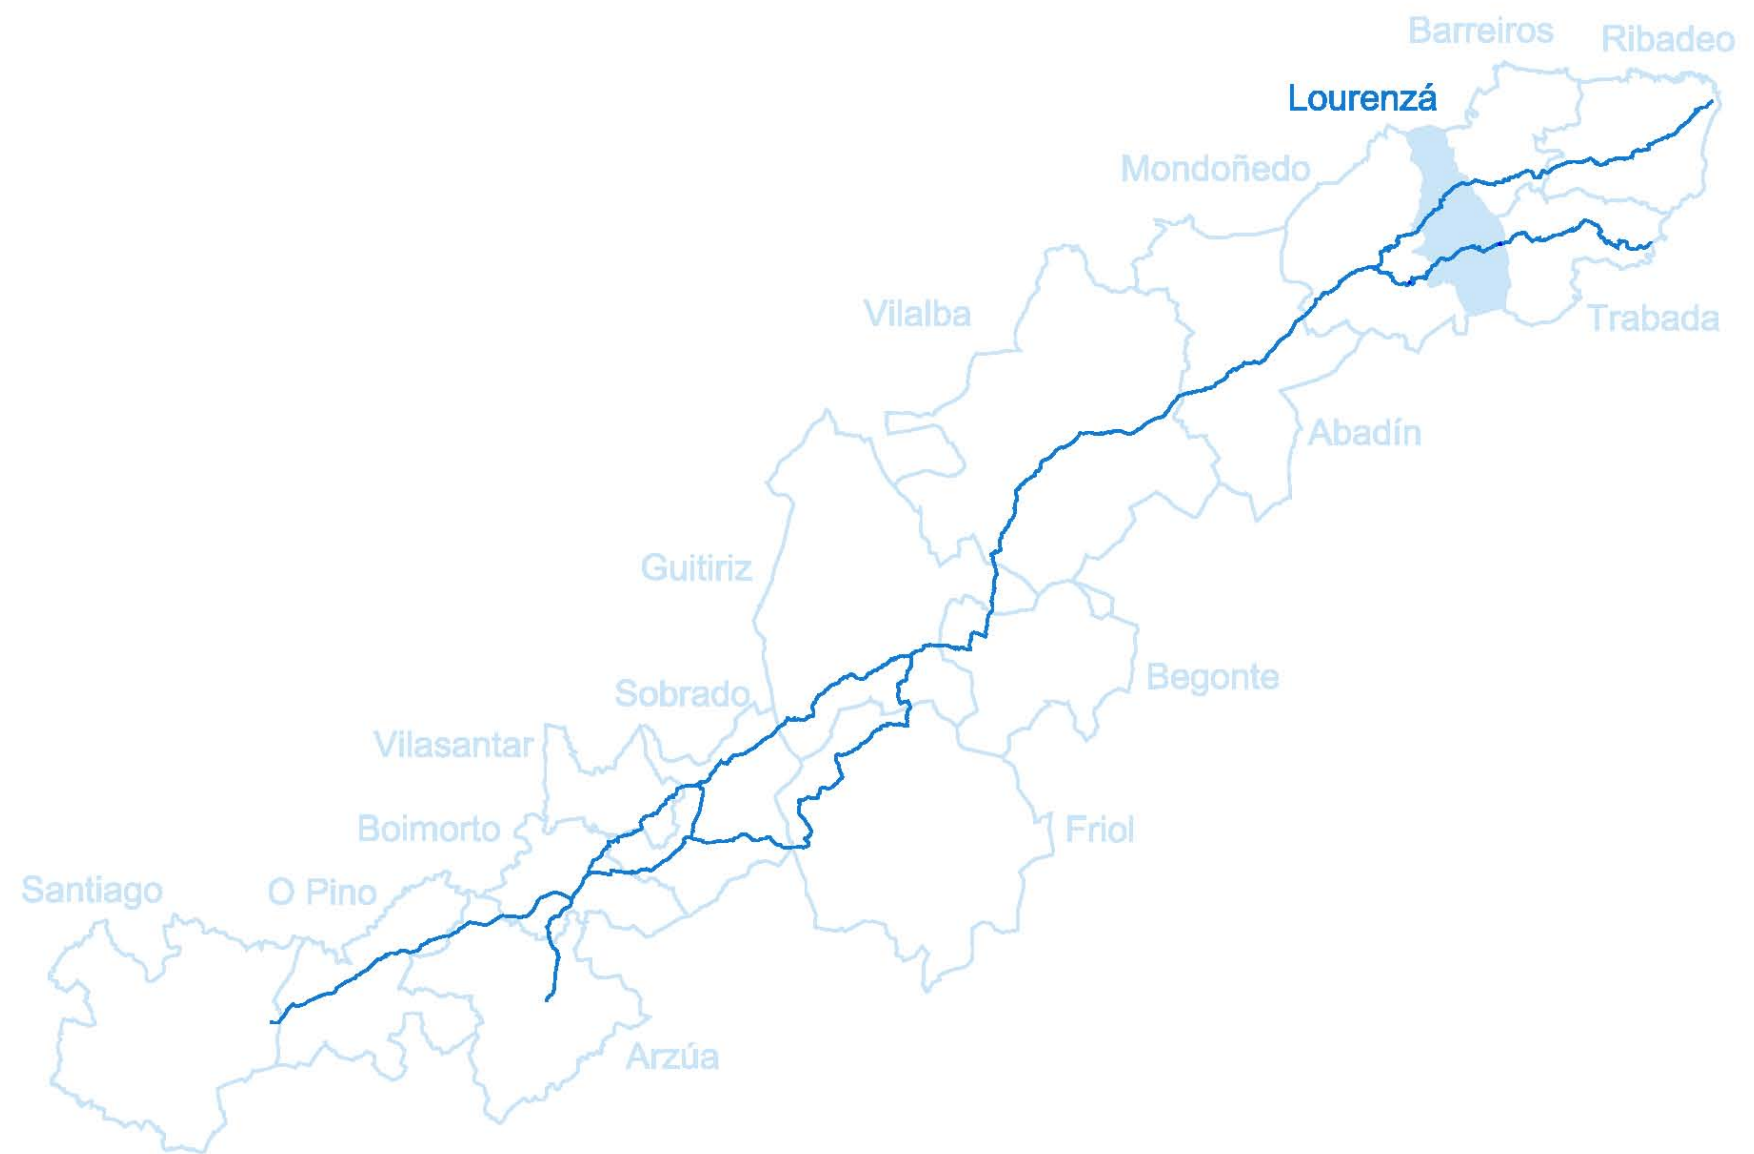 Barreiros
Ribadeo
Lourenzá
Mondoñedo
Vilalba
Trabada
Abadín
Guitiriz
Begonte
Sobrado
Vilasantar
Boimorto
Friol
Santiago
O Pino
Arzúa